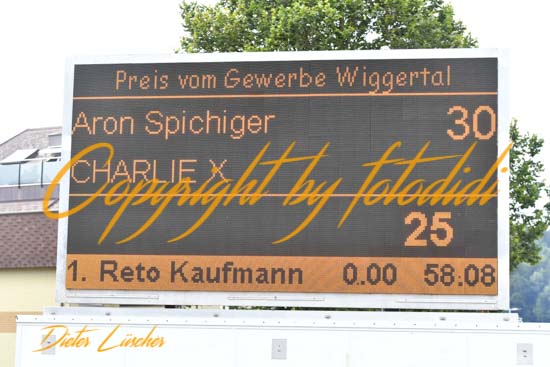 Preis vom Gewerbe Wiggertal
Aron Spichiger 30
CHARLIE X
Copyright by fotodidi
25
1. Reto Kaufmann 0.00 58.08
Dieter Lüscher